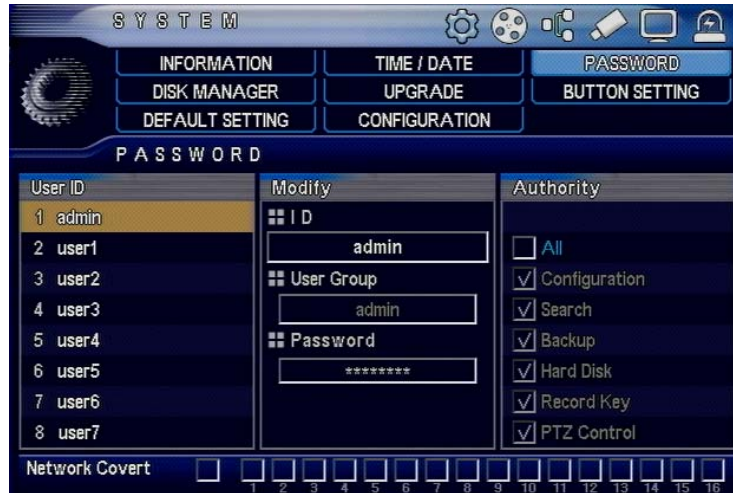 SYSTEM
INFORMATION TIME / DATE PASSWORD
DISK MANAGER UPGRADE BUTTON SETTING
DEFAULT SETTING CONFIGURATION
PASSWORD
User ID Modify Authority
1 admin
2 user1
3 user2
4 user3
5 user4
6 user5
7 user6
8 user7
ID
admin
User Group
admin
Password
********
All
Configuration
Search
Backup
Hard Disk
Record Key
PTZ Control
Network Covert
1 2 3 4 5 6 7 8 9 10 11 12 13 14 15 16